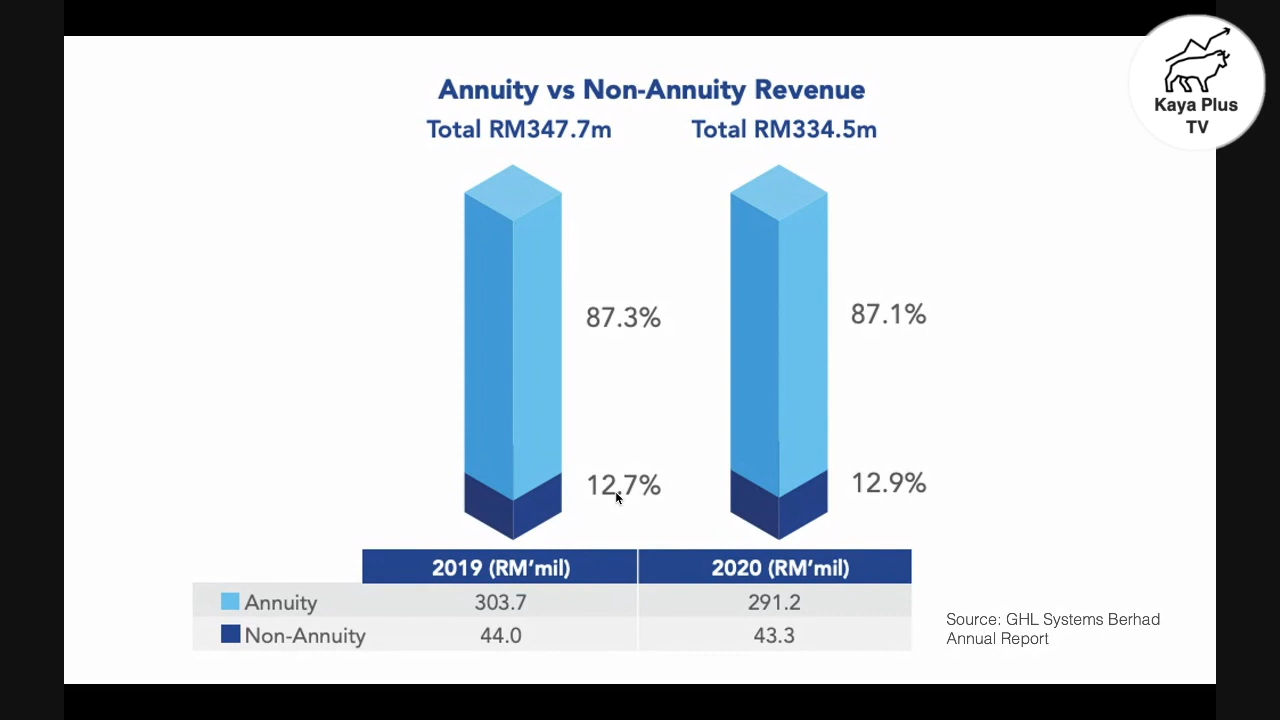 Kaya Plus
TV
Annuity vs Non-Annuity Revenue
Total RM347.7m Total RM334.5m
87.3% 87.1%
12.7% 12.9%
2019 (RM'mil) 2020 (RM'mil)
Annuity 303.7 291.2
Non-Annuity 44.0 43.3
Source: GHL Systems Berhad
Annual Report